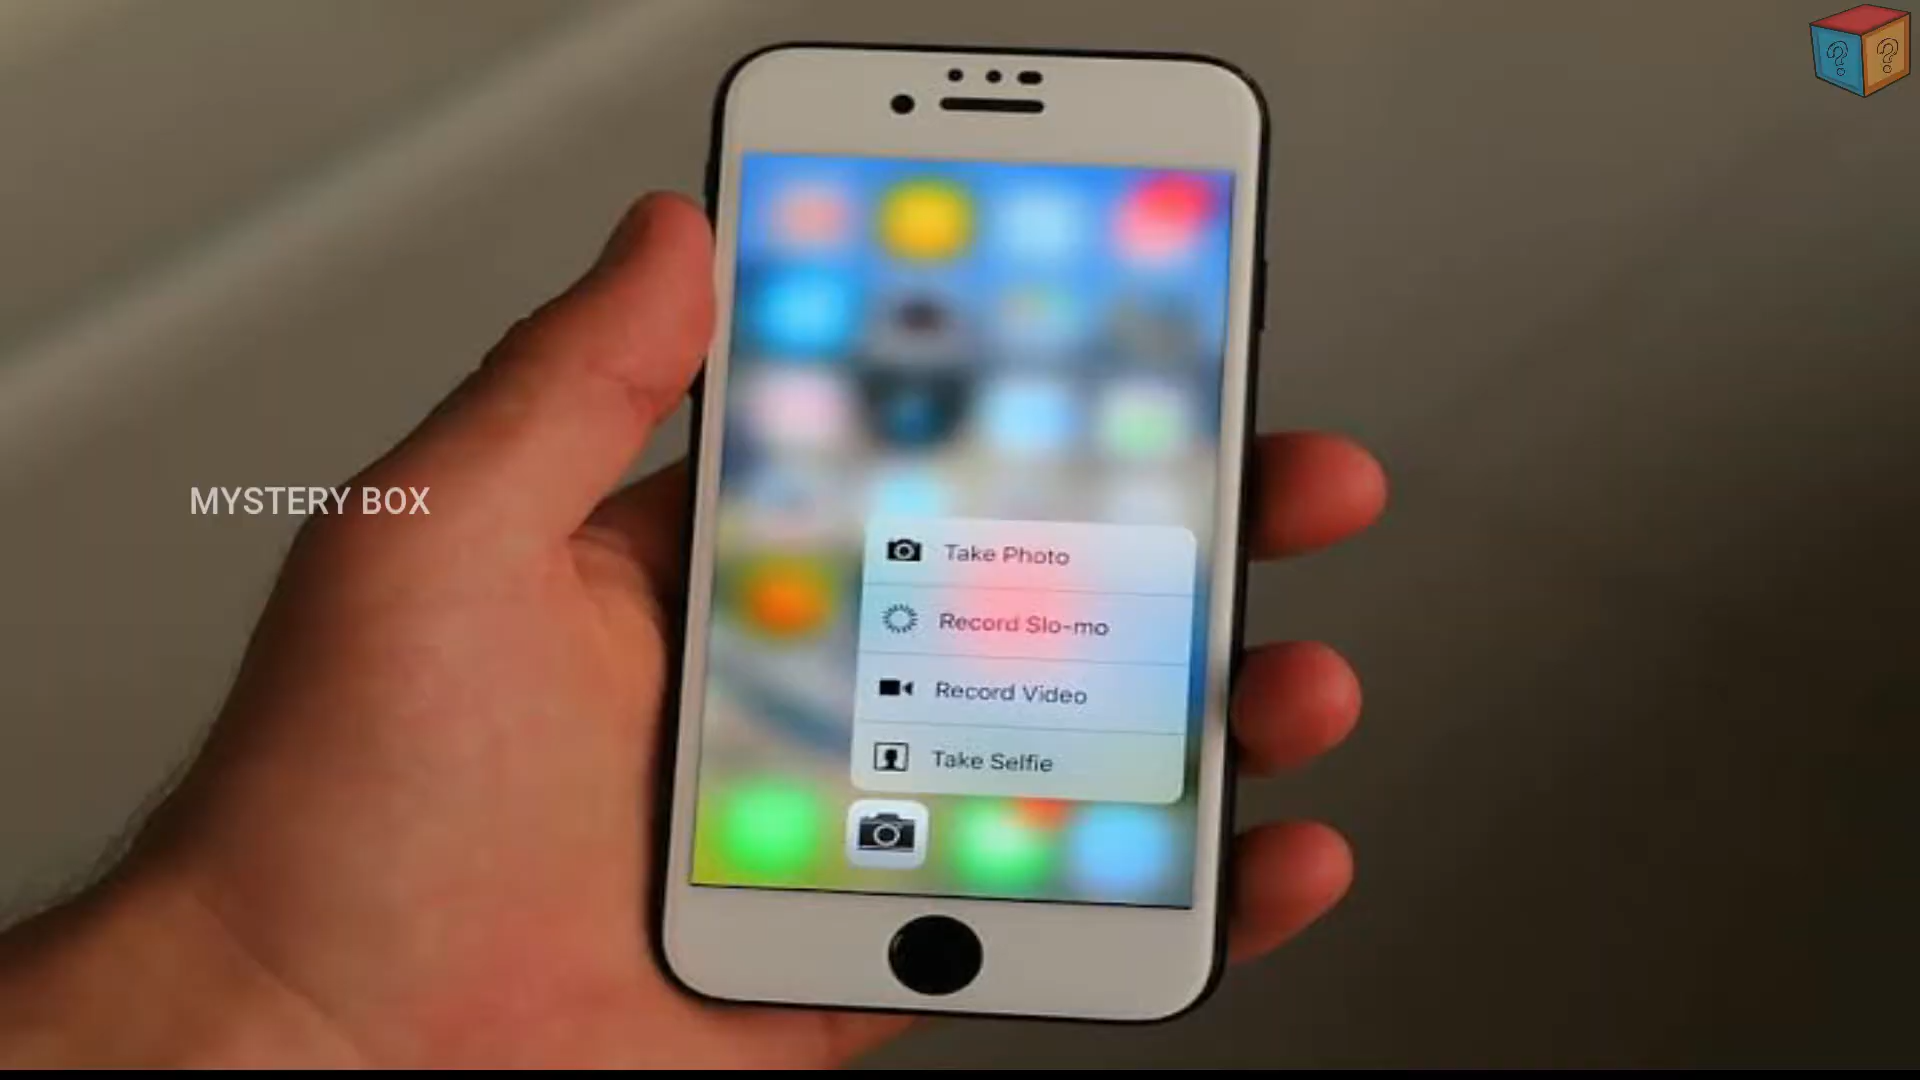 ? ?
MYSTERY BOX
Take Photo
Record Slo-mo
Record Video
Take Selfie